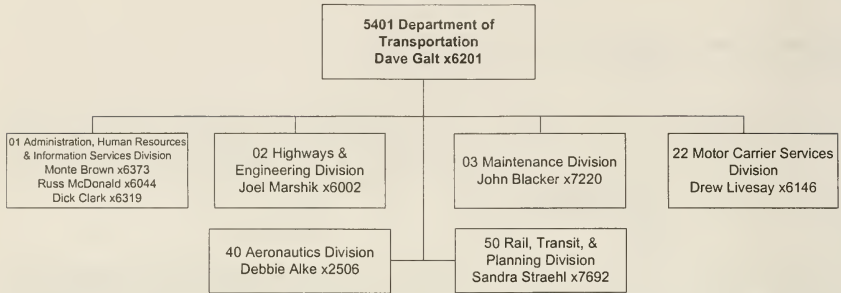 5401 Department of
Transportation
Dave Galt x6201
01 Administration, Human Resources
& Information Services Division
Monte Brown x6373
Russ McDonald x6044
Dick Clark x6319
02 Highways &
Engineering Division
Joel Marshik x6002
03 Maintenance Division
John Blacker x7220
22 Motor Carrier Services
Division
Drew Livesay x6146
40 Aeronautics Division
Debbie Alke x2506
50 Rail, Transit, &
Planning Division
Sandra Straehl x7692